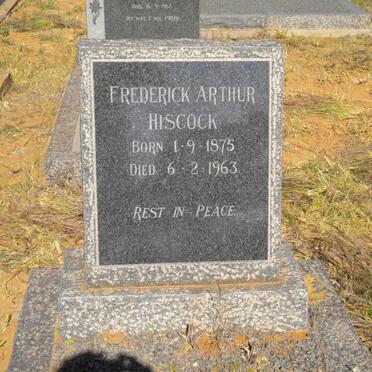 FREDERICK ARTHUR
HISCOCK
BORN 1-9-1875
DIED 6-2-1963
REST IN PEACE.